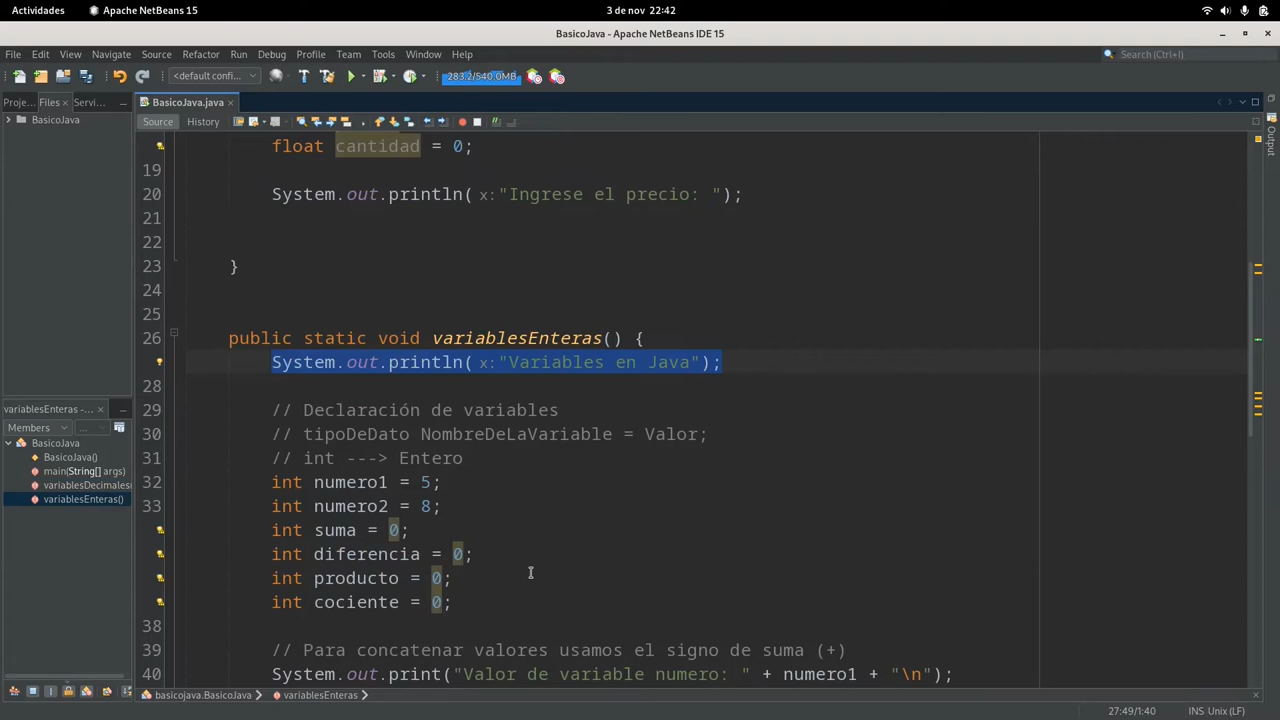 Actividades
Apache NetBeans 15
3 de nov 22:42
BasicoJava - Apache NetBeans IDE 15
File Edit View Navigate Source Refactor Run Debug Profile Team Tools Window Help
Search (Ctrl+I)
<default confi...
283.2/540.0MB
Proje...
Files
Servi...
BasicoJava.java
BasicoJava
Source
History
Output
float cantidad = 0;
19
20 System.out.println( x:"Ingrese el precio: ");
21
22
23 }
24
25
26 public static void variablesEnteras() {
System.out.println( x:"Variables en Java");
28
29 // Declaración de variables
30 // tipoDeDato NombreDeLaVariable = Valor;
31 // int ---> Entero
32 int numero1 = 5;
33 int numero2 = 8;
int suma = 0;
int diferencia = 0;
int producto = 0;
int cociente = 0;
38
39 // Para concatenar valores usamos el signo de suma (+)
40 System.out.print("Valor de variable numero: " + numero1 + "\n");
variablesEnteras - ...
Members
...
BasicoJava
BasicoJava()
main(String[] args)
variablesDecimales(
variablesEnteras()
basicojava.BasicoJava
variablesEnteras
27:49/1:40
INS Unix (LF)